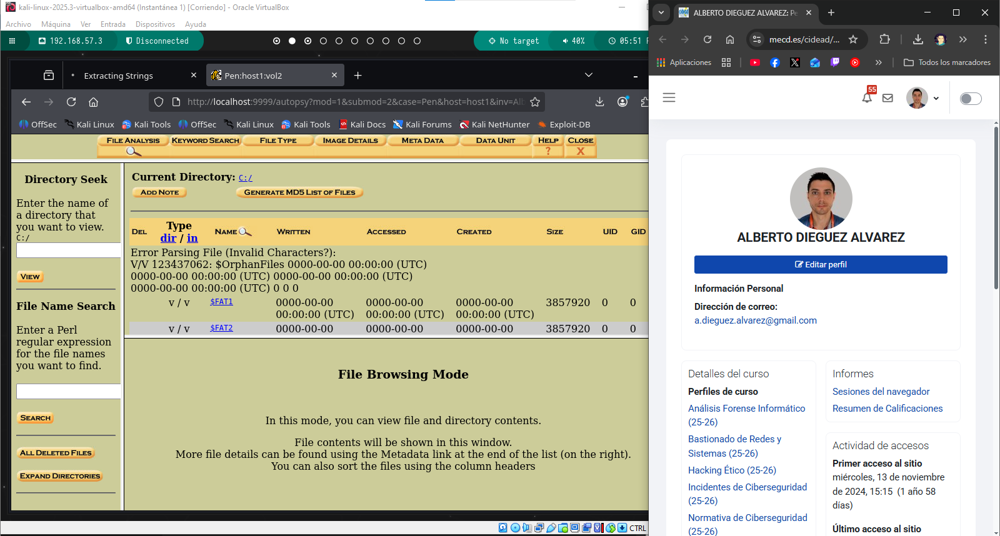 kali-linux-2025.3-virtualbox-amd64 (Instantánea 1) [Corriendo] - Oracle VirtualBox
Archivo Máquina Ver Entrada Dispositivos Ayuda
192.168.57.3 Disconnected No target 40% 05:51
Extracting Strings
Pen:host1:vol2
http://localhost:9999/autopsy?mod=1&submod=2&case=Pen&host=host1&inv=Alb
OffSec Kali Linux Kali Tools OffSec Kali Linux Kali Tools Kali Docs Kali Forums Kali NetHunter Exploit-DB
FILE ANALYSIS KEYWORD SEARCH FILE TYPE IMAGE DETAILS META DATA DATA UNIT HELP CLOSE
? X
Directory Seek
Enter the name of
a directory that
you want to view.
C:/
VIEW
File Name Search
Enter a Perl
regular expression
for the file names
you want to find.
SEARCH
ALL DELETED FILES
EXPAND DIRECTORIES
Current Directory: C:/
ADD NOTE GENERATE MD5 LIST OF FILES
DEL Type dir / in NAME WRITTEN ACCESSED CREATED SIZE UID GID
Error Parsing File (Invalid Characters?):
V/V 123437062: $OrphanFiles 0000-00-00 00:00:00 (UTC)
0000-00-00 00:00:00 (UTC) 0000-00-00 00:00:00 (UTC)
0000-00-00 00:00:00 (UTC) 0 0 0
v / v $FAT1 0000-00-00 0000-00-00 0000-00-00 3857920 0 0
00:00:00 (UTC) 00:00:00 (UTC) 00:00:00 (UTC)
v / v $FAT2 0000-00-00 0000-00-00 0000-00-00 3857920 0 0
File Browsing Mode
In this mode, you can view file and directory contents.
File contents will be shown in this window.
More file details can be found using the Metadata link at the end of the list (on the right).
You can also sort the files using the column headers
CTRL
ALBERTO DIEGUEZ ALVAREZ: Pe
mecd.es/cidead/...
Aplicaciones Todos los marcadores
55
ALBERTO DIEGUEZ ALVAREZ
Editar perfil
Información Personal
Dirección de correo:
a.dieguez.alvarez@gmail.com
Detalles del curso
Perfiles de curso
Análisis Forense Informático
(25-26)
Bastionado de Redes y
Sistemas (25-26)
Hacking Ético (25-26)
Incidentes de Ciberseguridad
(25-26)
Normativa de Ciberseguridad
(25-26)
Informes
Sesiones del navegador
Resumen de Calificaciones
Actividad de accesos
Primer acceso al sitio
miércoles, 13 de noviembre
de 2024, 15:15 (1 año 58
días)
Último acceso al sitio